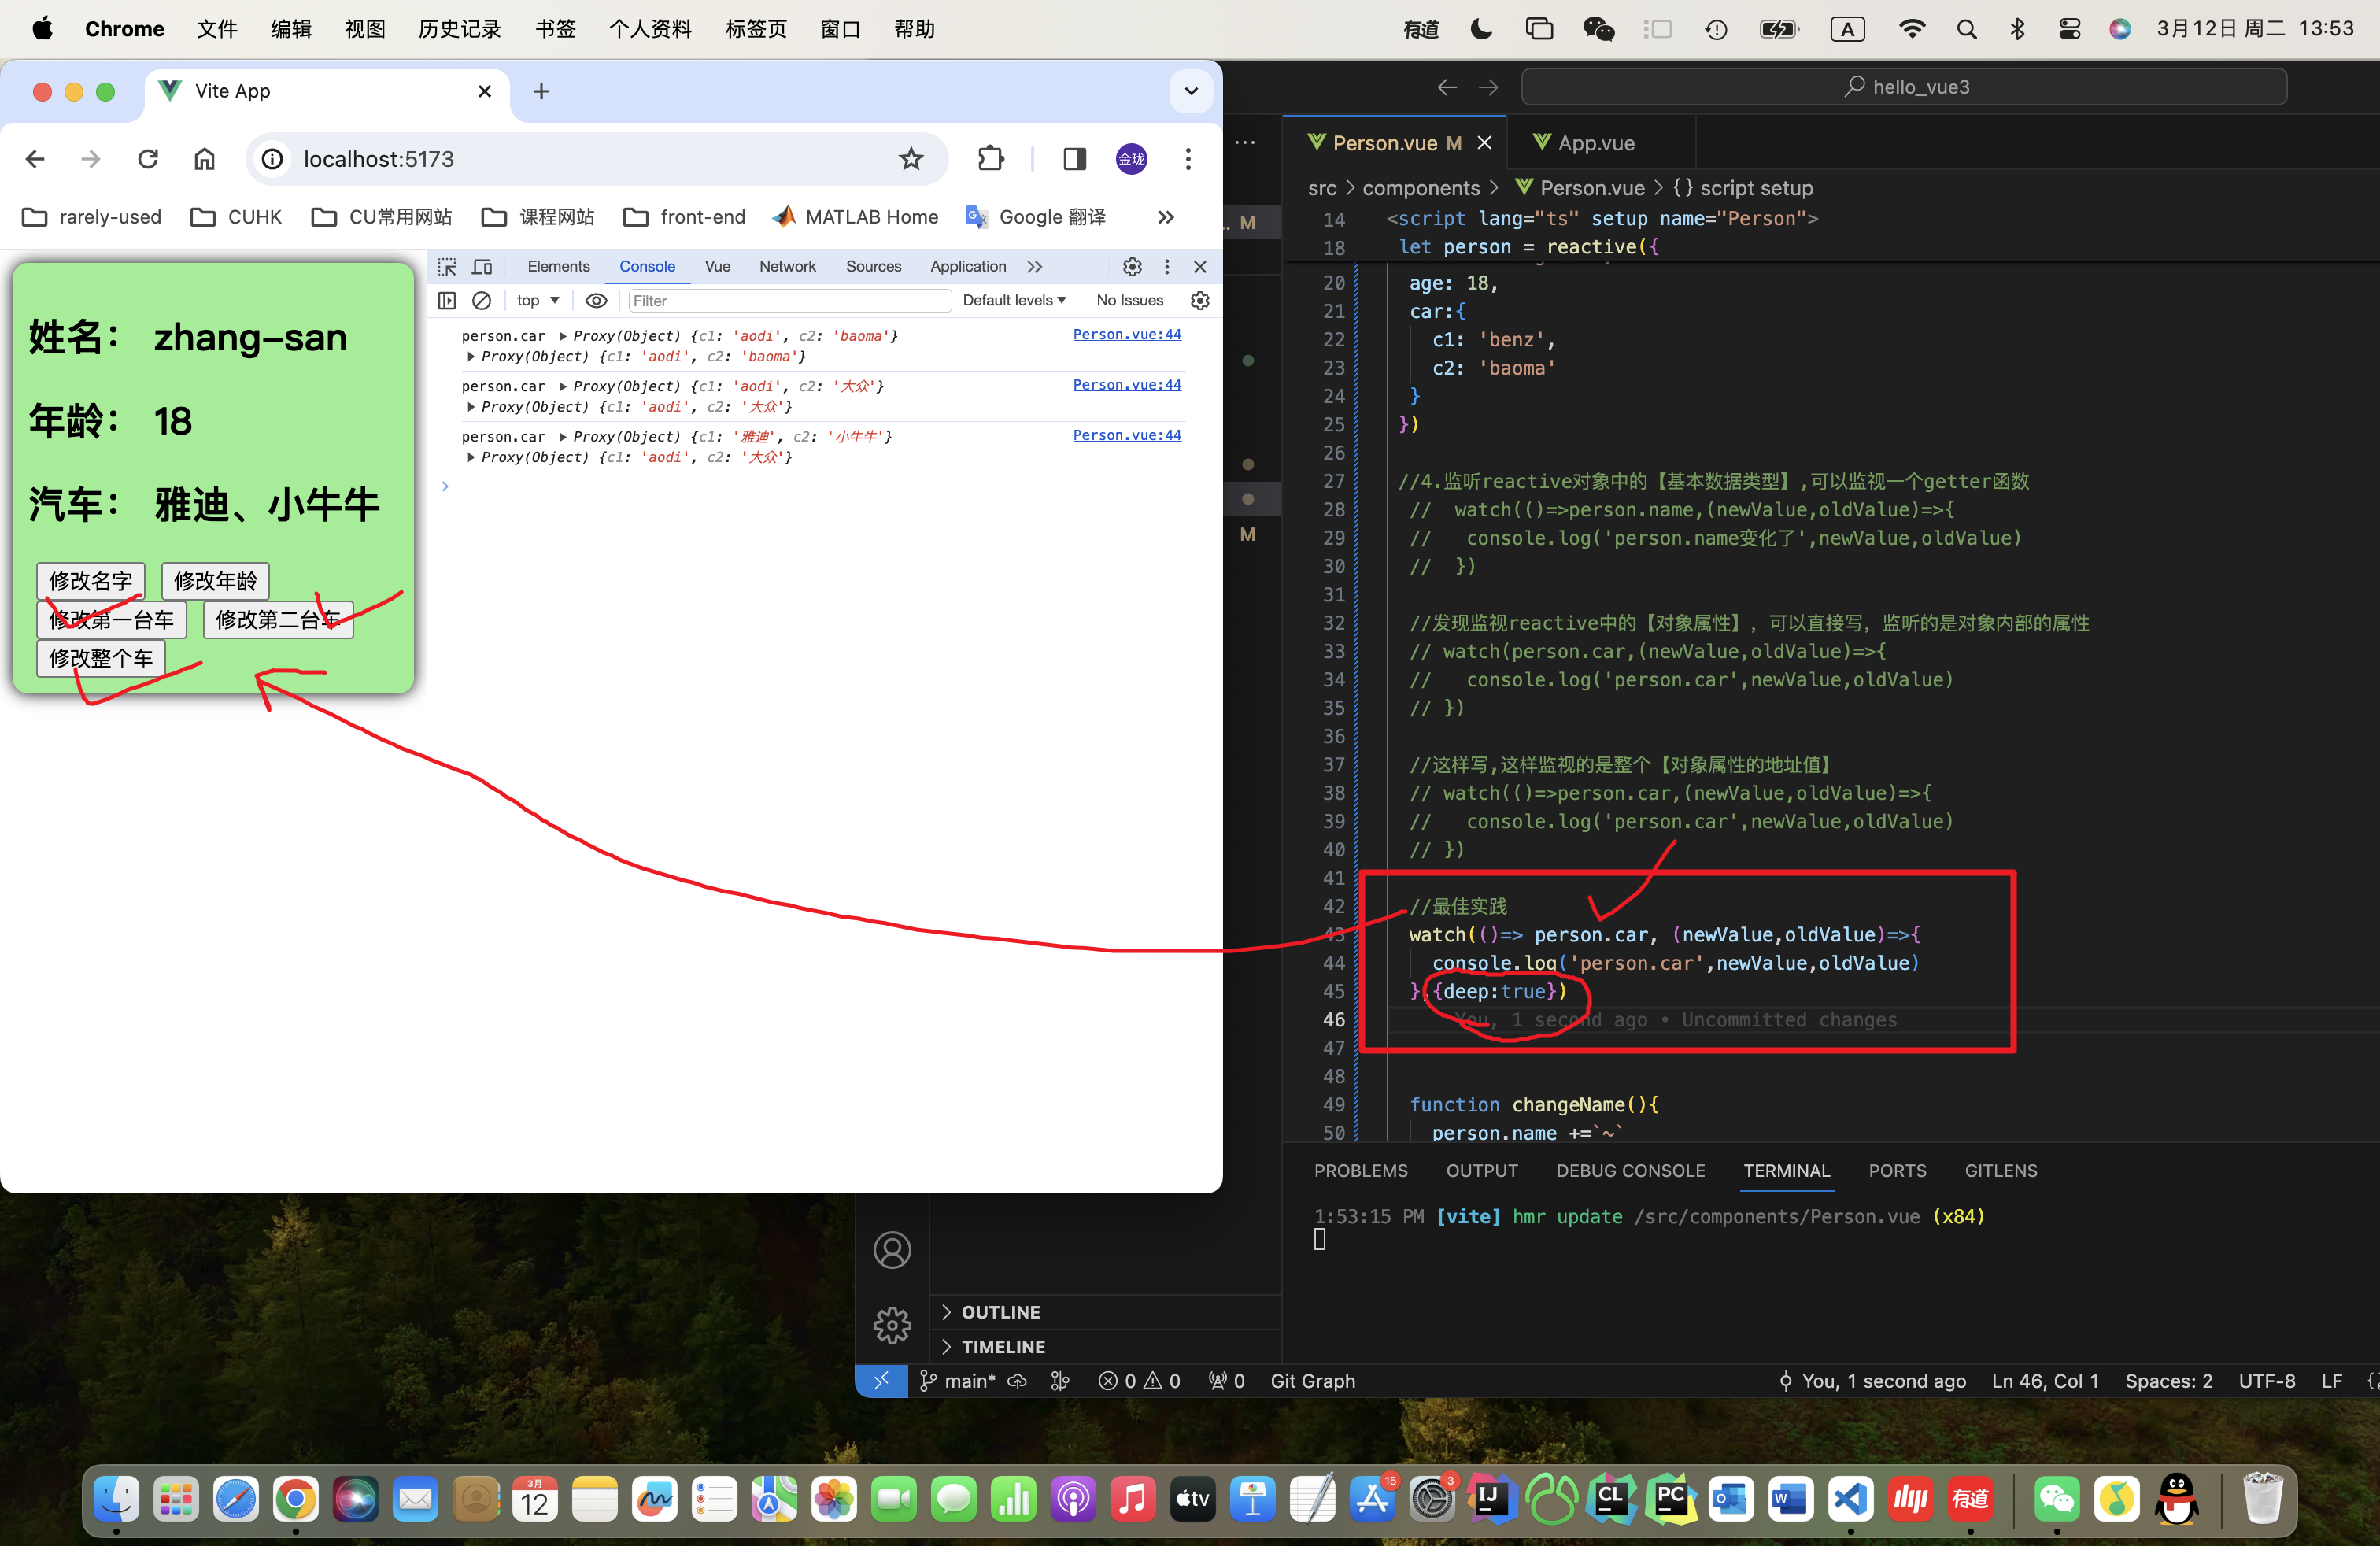 Chrome 文件 编辑 视图 历史记录 书签 个人资料 标签页 窗口 帮助 有道 A 3月12日 周二 13:53
Vite App
localhost:5173 金珑
rarely-used CUHK CU常用网站 课程网站 front-end MATLAB Home Google 翻译
姓名： zhang-san
年龄： 18
汽车： 雅迪、小牛牛
修改名字 修改年龄
修改第一台车 修改第二台车
修改整个车
Elements Console Vue Network Sources Application
top Filter Default levels No Issues
person.car Proxy(Object) {c1: 'aodi', c2: 'baoma'} Person.vue:44
Proxy(Object) {c1: 'aodi', c2: 'baoma'}
person.car Proxy(Object) {c1: 'aodi', c2: '大众'} Person.vue:44
Proxy(Object) {c1: 'aodi', c2: '大众'}
person.car Proxy(Object) {c1: '雅迪', c2: '小牛牛'} Person.vue:44
Proxy(Object) {c1: 'aodi', c2: '大众'}
hello_vue3
Person.vue M App.vue
src > components > Person.vue > {} script setup
M
M
14 <script lang="ts" setup name="Person">
18 let person = reactive({
20 age: 18,
21 car:{
22 c1: 'benz',
23 c2: 'baoma'
24 }
25 })
26
27 //4.监听reactive对象中的【基本数据类型】,可以监视一个getter函数
28 // watch(()=>person.name,(newValue,oldValue)=>{
29 // console.log('person.name变化了',newValue,oldValue)
30 // })
31
32 //发现监视reactive中的【对象属性】，可以直接写，监听的是对象内部的属性
33 // watch(person.car,(newValue,oldValue)=>{
34 // console.log('person.car',newValue,oldValue)
35 // })
36
37 //这样写,这样监视的是整个【对象属性的地址值】
38 // watch(()=>person.car,(newValue,oldValue)=>{
39 // console.log('person.car',newValue,oldValue)
40 // })
41
42 //最佳实践
43 watch(()=> person.car, (newValue,oldValue)=>{
44 console.log('person.car',newValue,oldValue)
45 },{deep:true})
46 You, 1 second ago • Uncommitted changes
47
48
49 function changeName(){
50 person.name +=`~`
PROBLEMS OUTPUT DEBUG CONSOLE TERMINAL PORTS GITLENS
1:53:15 PM [vite] hmr update /src/components/Person.vue (x84)
OUTLINE
TIMELINE
main* 0 0 0 Git Graph You, 1 second ago Ln 46, Col 1 Spaces: 2 UTF-8 LF
3月 12 tv 15 3 IJ CL PC O W 有道